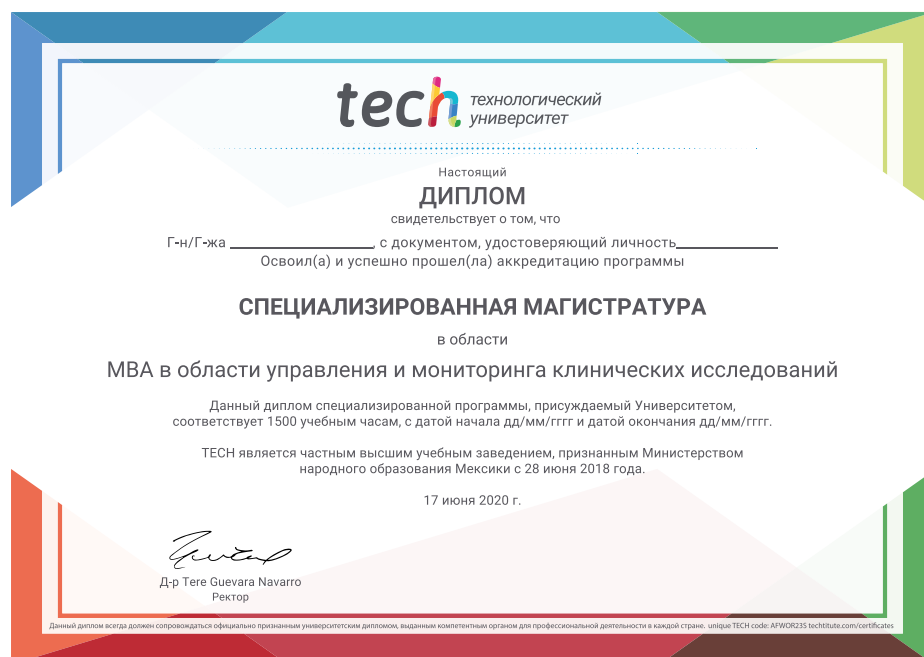 tech технологический
университет
Настоящий
ДИПЛОМ
свидетельствует о том, что
Г-н/Г-жа ____________________, с документом, удостоверяющий личность______________
Освоил(а) и успешно прошел(ла) аккредитацию программы
СПЕЦИАЛИЗИРОВАННАЯ МАГИСТРАТУРА
в области
МВА в области управления и мониторинга клинических исследований
Данный диплом специализированной программы, присуждаемый Университетом,
соответствует 1500 учебным часам, с датой начала дд/мм/гггг и датой окончания дд/мм/гггг.
TECH является частным высшим учебным заведением, признанным Министерством
народного образования Мексики с 28 июня 2018 года.
17 июня 2020 г.
Д-р Tere Guevara Navarro
Ректор
Данный диплом всегда должен сопровождаться официально признанным университетским дипломом, выданным компетентным органом для профессиональной деятельности в каждой стране. unique TECH code: AFWOR235 techtitute.com/certificates